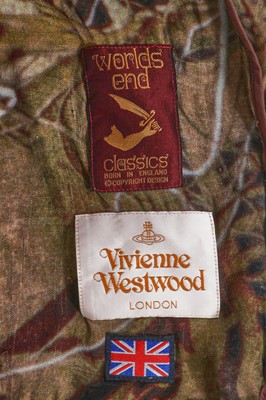 worlds
end
classics
BORN IN ENGLAND
© COPYRIGHT DESIGN
Vivienne
Westwood
LONDON